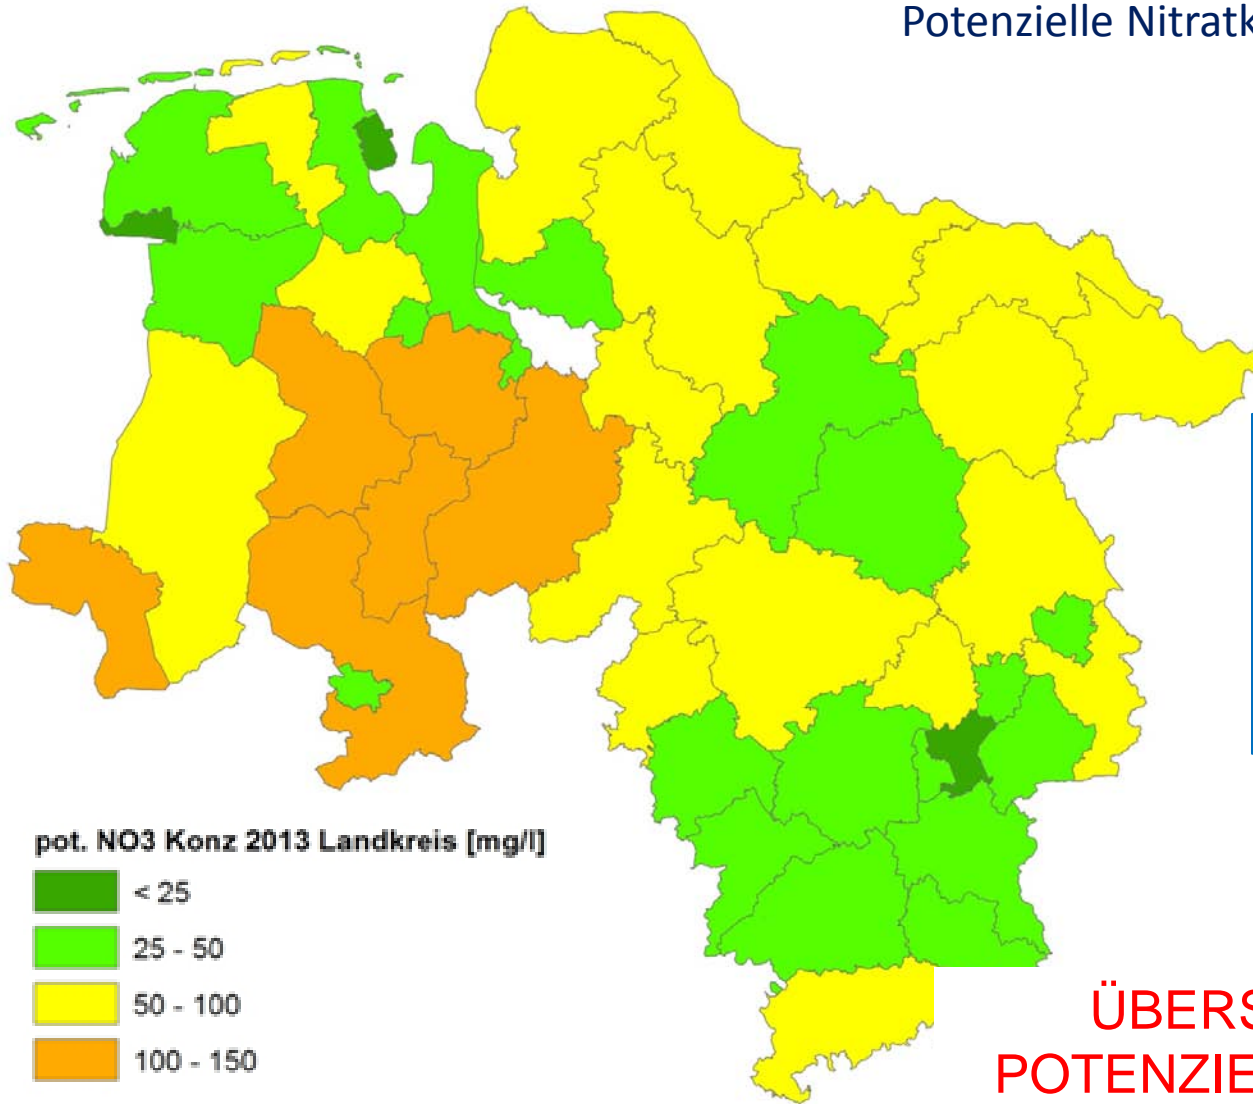 Potenzielle Nitratk
pot. NO3 Konz 2013 Landkreis [mg/l]
< 25
25 - 50
50 - 100
100 - 150
ÜBERS
POTENZIE